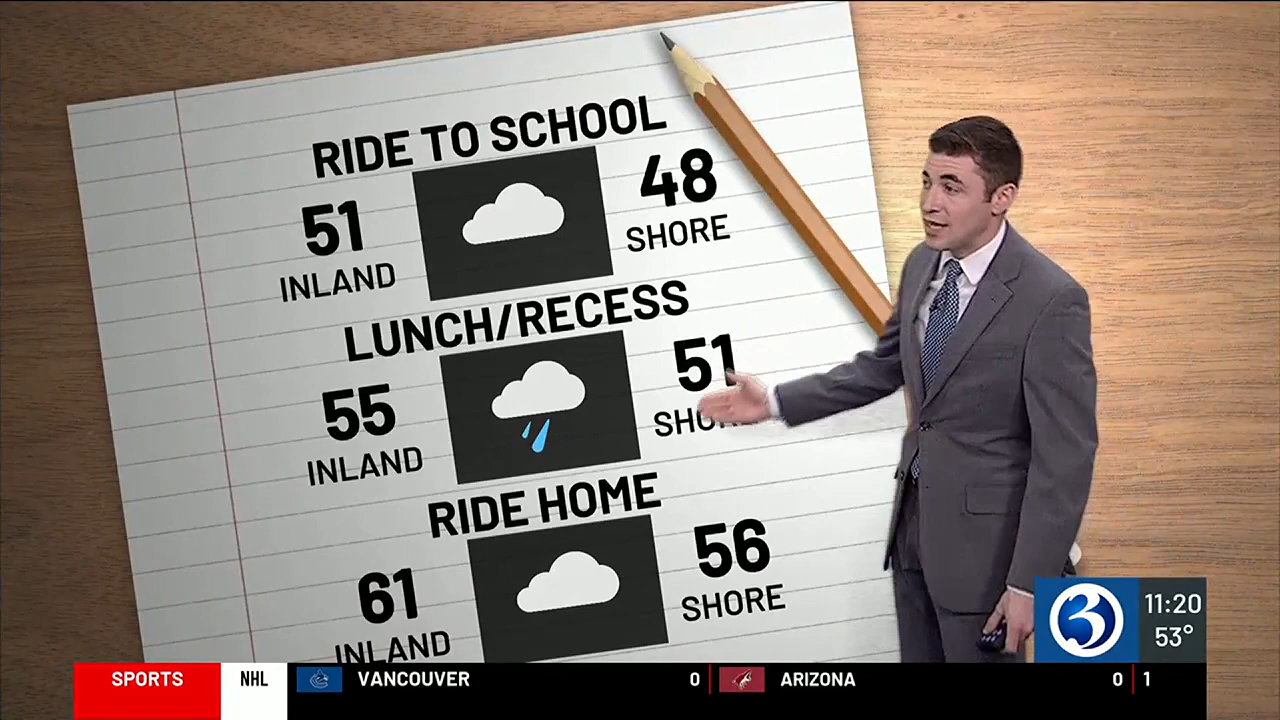 RIDE TO SCHOOL
51
INLAND
48
SHORE
LUNCH/RECESS
55
INLAND
51
SHORE
RIDE HOME
61
INLAND
56
SHORE
3
11:20
53°
SPORTS
NHL
VANCOUVER
0
ARIZONA
0
1